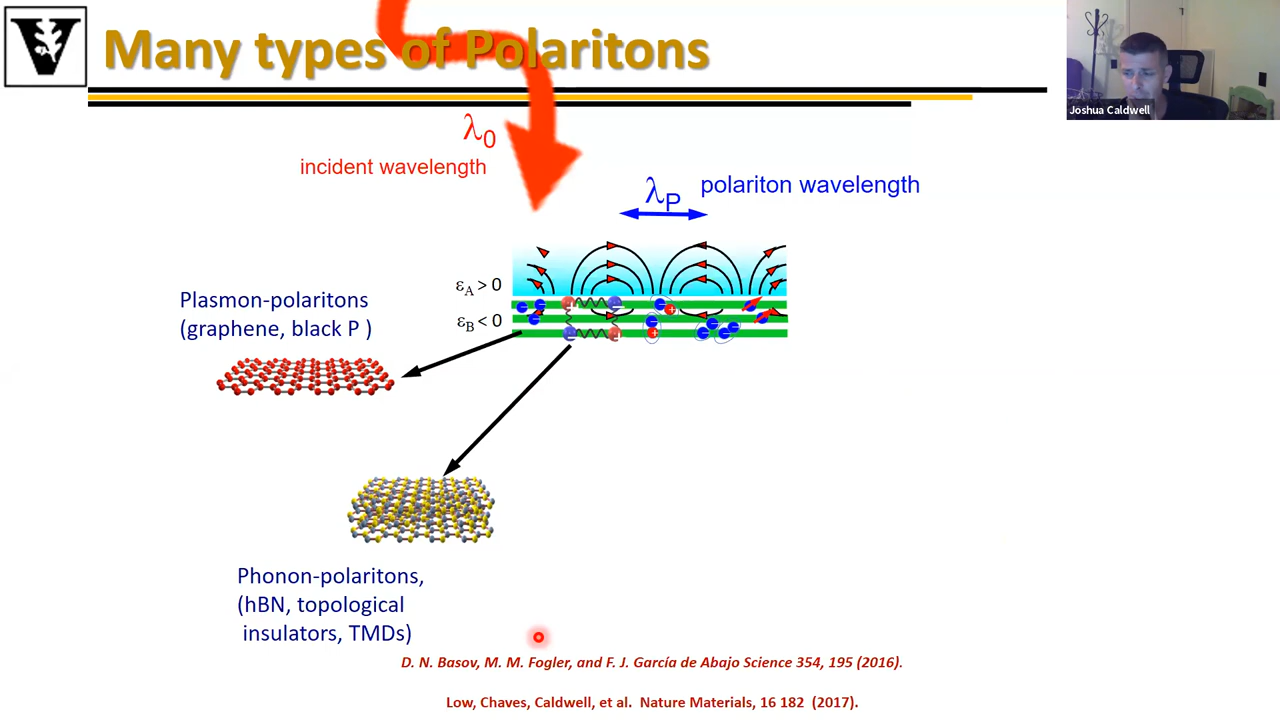 V
Many types of Polaritons
Joshua Caldwell
λ0
incident wavelength
λP
polariton wavelength
εA > 0
εB < 0
Plasmon-polaritons
(graphene, black P )
Phonon-polaritons,
(hBN, topological
insulators, TMDs)
D. N. Basov, M. M. Fogler, and F. J. García de Abajo Science 354, 195 (2016).
Low, Chaves, Caldwell, et al. Nature Materials, 16 182 (2017).